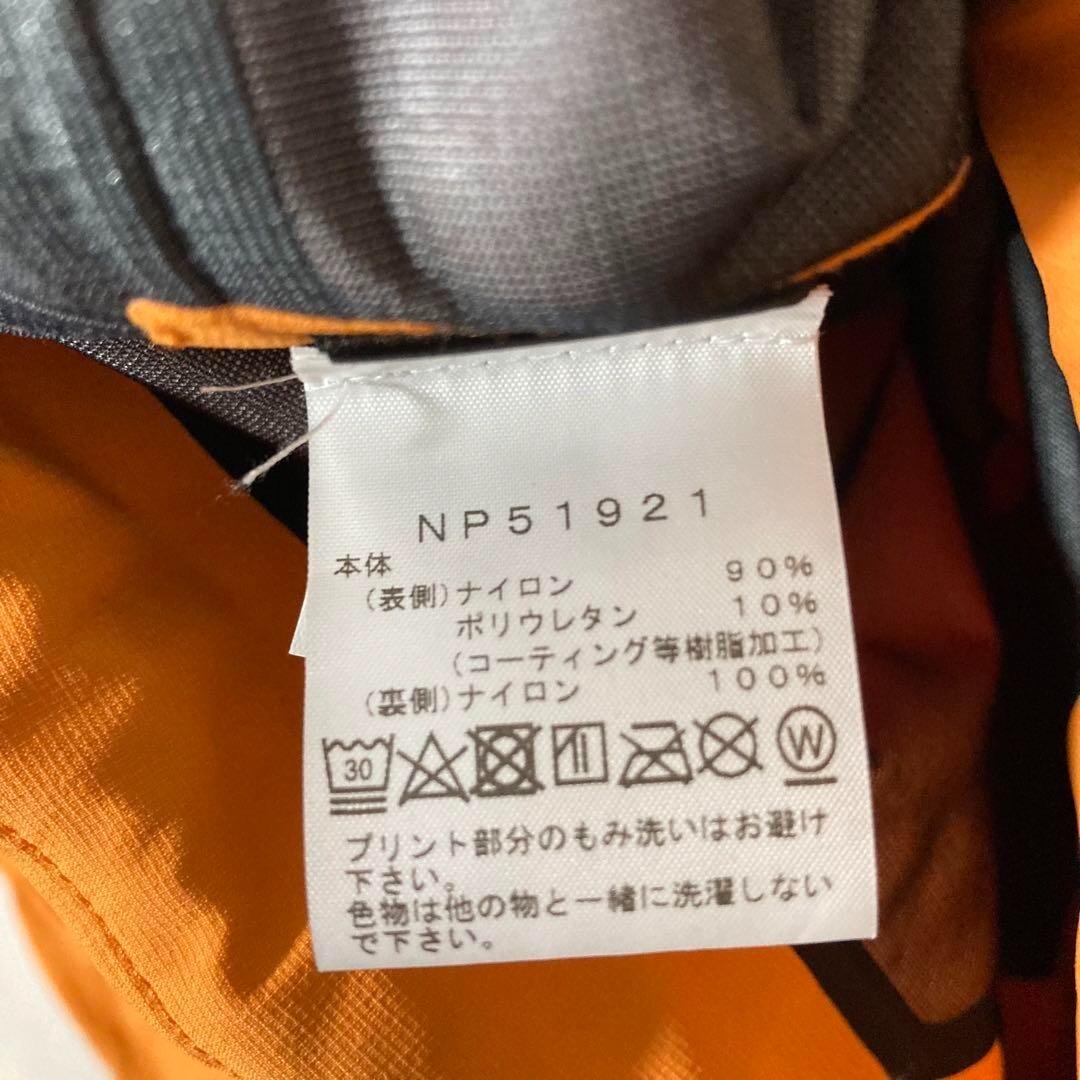 NP51921
本体
(表側)ナイロン 90%
ポリウレタン 10%
(コーティング等樹脂加工)
(裏側)ナイロン 100%
30 W
プリント部分のもみ洗いはお避け
下さい。
色物は他の物と一緒に洗濯しない
で下さい。